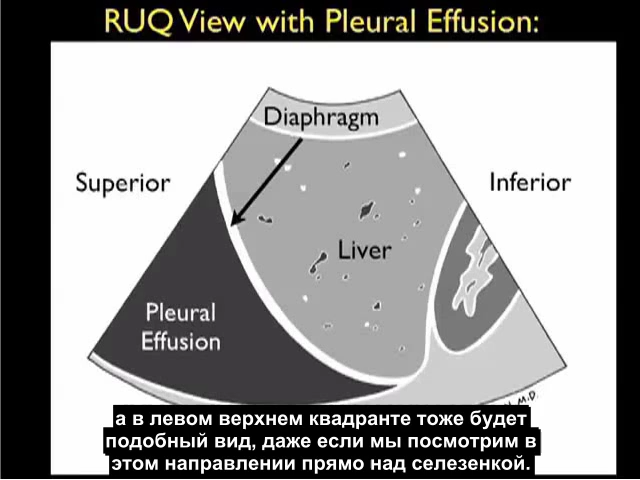 RUQ View with Pleural Effusion:
Diaphragm
Superior
Inferior
Liver
Pleural
Effusion
M.D.
а в левом верхнем квадранте тоже будет
подобный вид, даже если мы посмотрим в
этом направлении прямо над селезенкой.